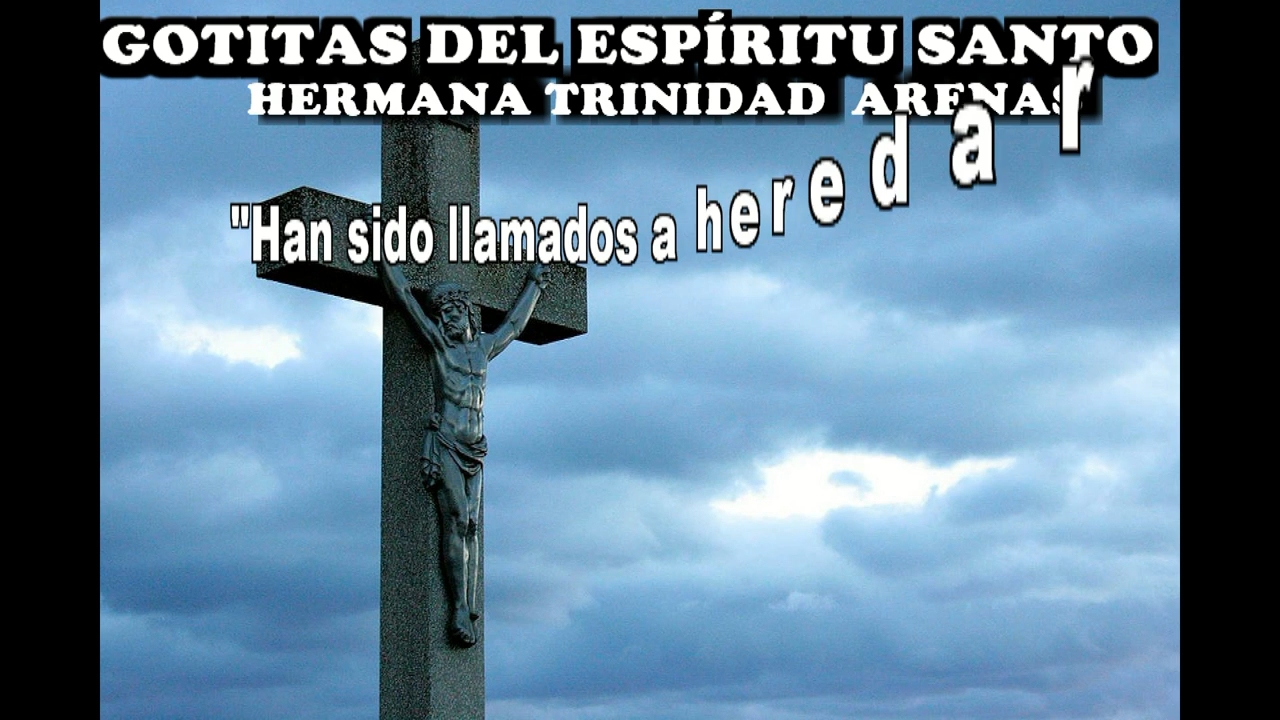 GOTITAS DEL ESPÍRITU SANTO
HERMANA TRINIDAD ARENAS
"Han sido llamados a heredar